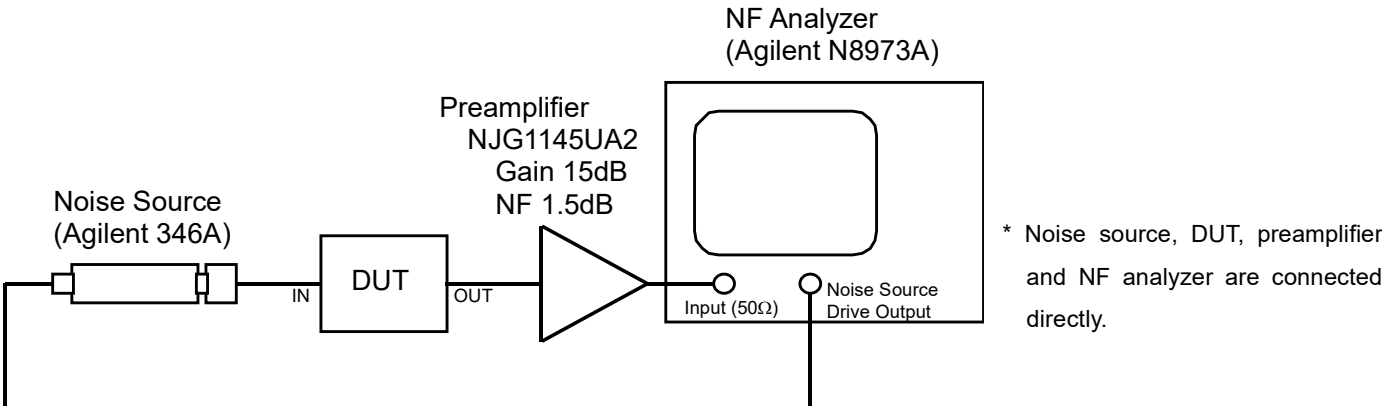 NF Analyzer
(Agilent N8973A)
Preamplifier
NJG1145UA2
Gain 15dB
NF 1.5dB
Noise Source
(Agilent 346A)
DUT
IN
OUT
Input (50Ω)
Noise Source
Drive Output
* Noise source, DUT, preamplifier
and NF analyzer are connected
directly.